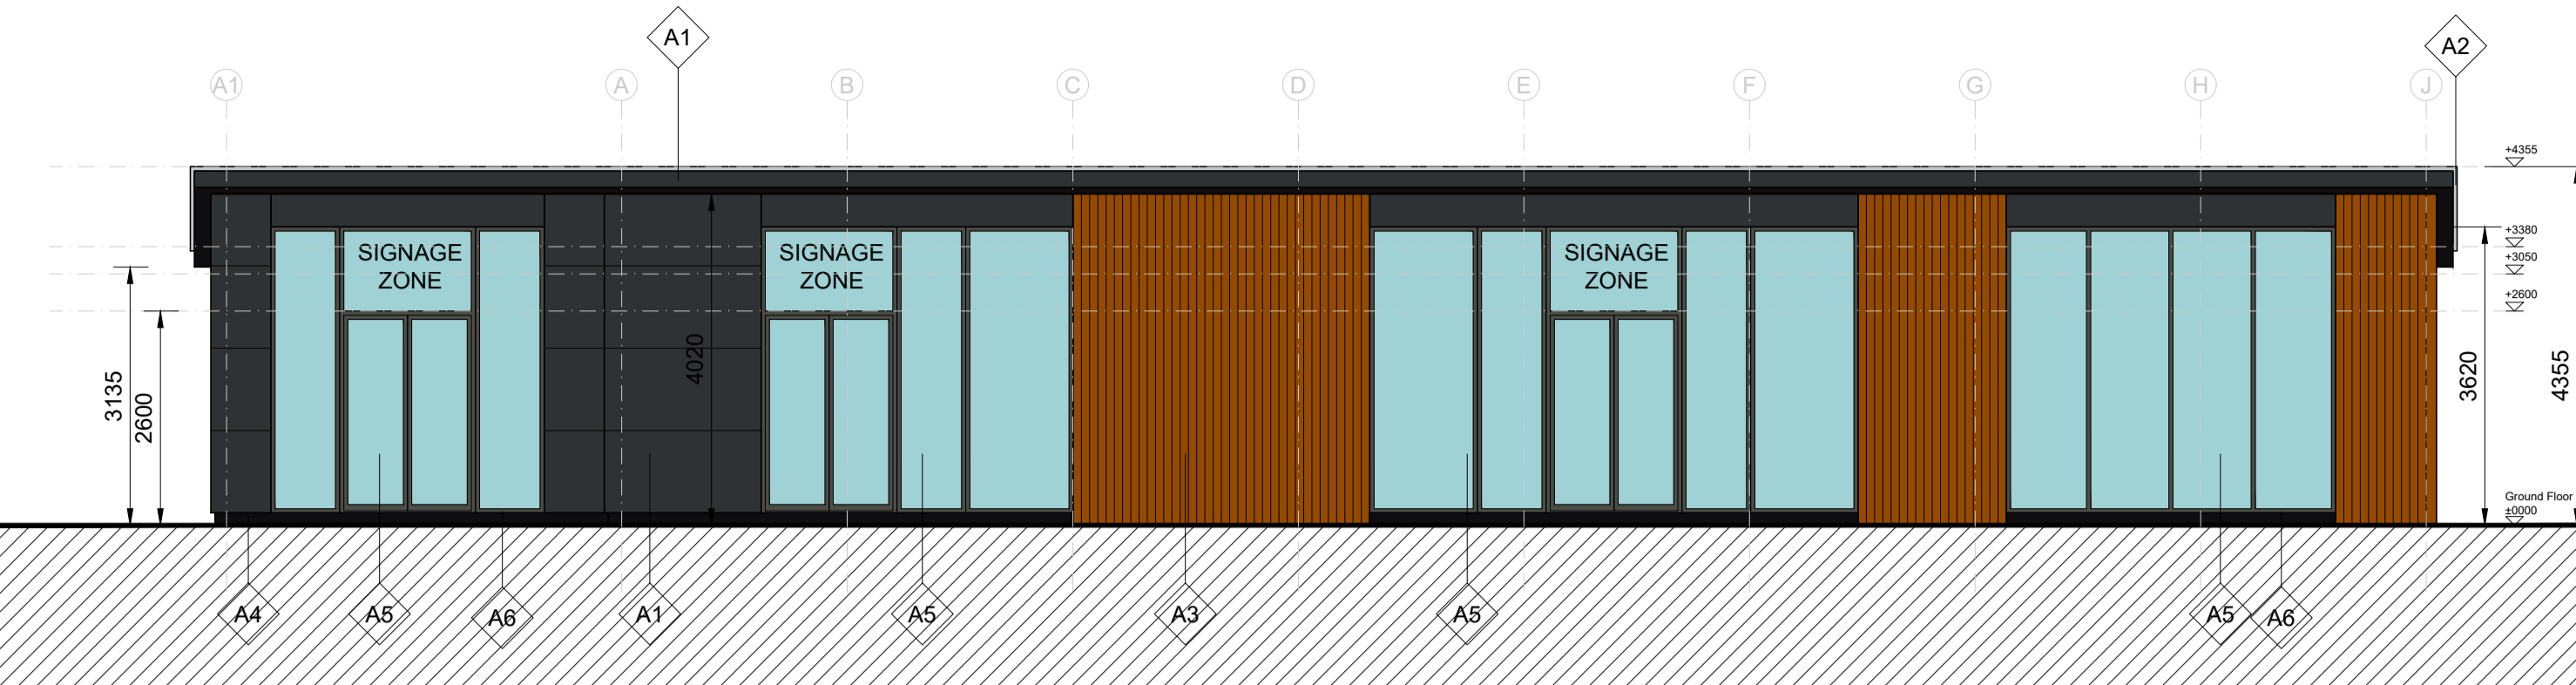 A1
A2
A1
A
B
C
D
E
F
G
H
J
+4355
+3380
+3050
+2600
SIGNAGE
ZONE
SIGNAGE
ZONE
SIGNAGE
ZONE
3135
2600
4020
3620
4355
Ground Floor
±0000
A4
A5
A6
A1
A5
A3
A5
A5
A6